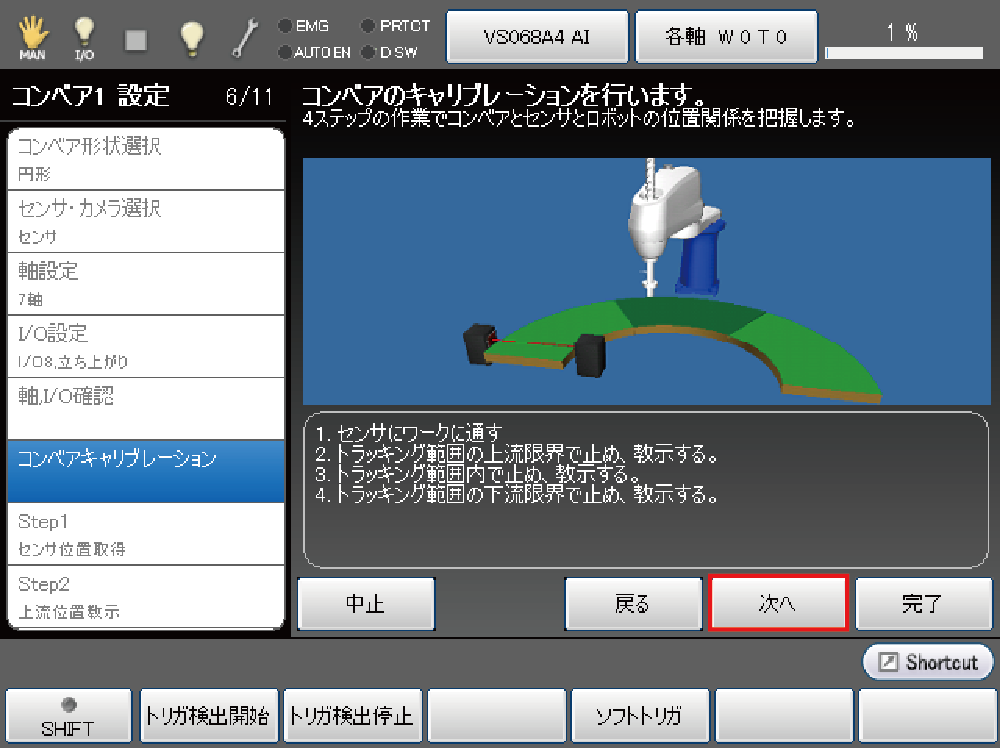 MAN
I/O
EMG
PRTCT
AUTO EN
D SW
VS068A4 AI
各軸 W0T0
1 %
コンベア1 設定 6/11
コンベアのキャリブレーションを行います。
4ステップの作業でコンベアとセンサとロボットの位置関係を把握します。
コンベア形状選択
円形
センサ・カメラ選択
センサ
軸設定
7軸
I/O設定
I/O8,立ち上がり
軸,I/O確認
コンベアキャリブレーション
Step1
センサ位置取得
Step2
上流位置教示
1. センサにワークに通す
2. トラッキング範囲の上流限界で止め、教示する。
3. トラッキング範囲内で止め、教示する。
4. トラッキング範囲の下流限界で止め、教示する。
中止
戻る
次へ
完了
Shortcut
SHIFT
トリガ検出開始
トリガ検出停止
ソフトトリガ